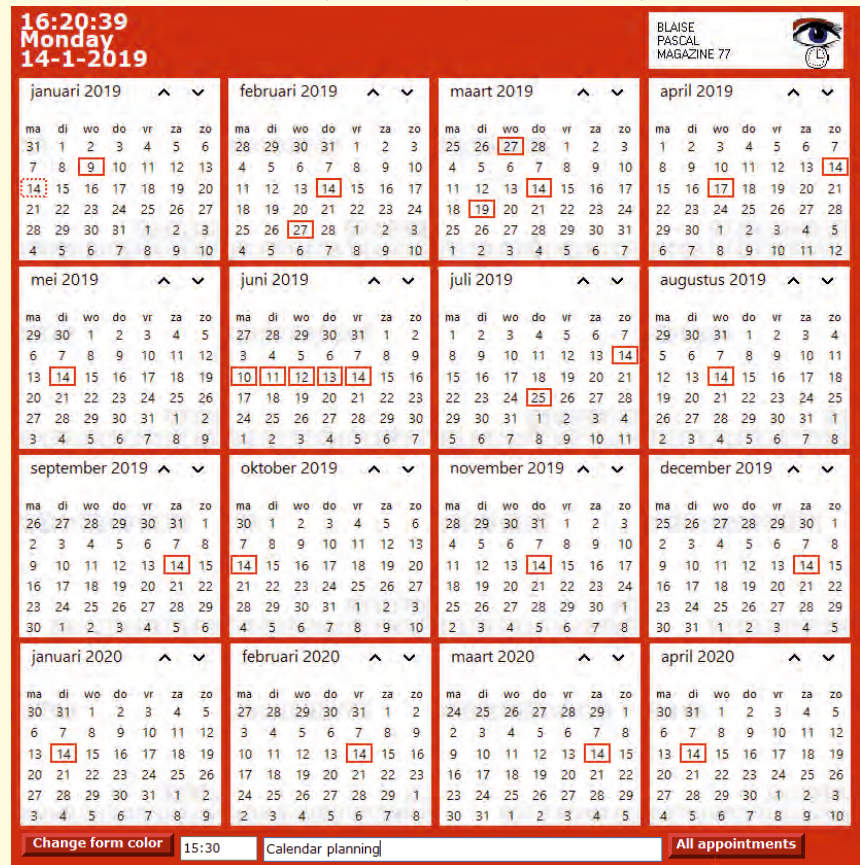 16:20:39
Monday
14-1-2019
BLAISE
PASCAL
MAGAZINE 77
januari 2019
ma di wo do vr za zo
31 1 2 3 4 5 6
7 8 9 10 11 12 13
14 15 16 17 18 19 20
21 22 23 24 25 26 27
28 29 30 31 1 2 3
4 5 6 7 8 9 10
februari 2019
ma di wo do vr za zo
28 29 30 31 1 2 3
4 5 6 7 8 9 10
11 12 13 14 15 16 17
18 19 20 21 22 23 24
25 26 27 28 1 2 3
4 5 6 7 8 9 10
maart 2019
ma di wo do vr za zo
25 26 27 28 1 2 3
4 5 6 7 8 9 10
11 12 13 14 15 16 17
18 19 20 21 22 23 24
25 26 27 28 29 30 31
1 2 3 4 5 6 7
april 2019
ma di wo do vr za zo
1 2 3 4 5 6 7
8 9 10 11 12 13 14
15 16 17 18 19 20 21
22 23 24 25 26 27 28
29 30 1 2 3 4 5
6 7 8 9 10 11 12
mei 2019
ma di wo do vr za zo
29 30 1 2 3 4 5
6 7 8 9 10 11 12
13 14 15 16 17 18 19
20 21 22 23 24 25 26
27 28 29 30 31 1 2
3 4 5 6 7 8 9
juni 2019
ma di wo do vr za zo
27 28 29 30 31 1 2
3 4 5 6 7 8 9
10 11 12 13 14 15 16
17 18 19 20 21 22 23
24 25 26 27 28 29 30
1 2 3 4 5 6 7
juli 2019
ma di wo do vr za zo
1 2 3 4 5 6 7
8 9 10 11 12 13 14
15 16 17 18 19 20 21
22 23 24 25 26 27 28
29 30 31 1 2 3 4
5 6 7 8 9 10 11
augustus 2019
ma di wo do vr za zo
29 30 31 1 2 3 4
5 6 7 8 9 10 11
12 13 14 15 16 17 18
19 20 21 22 23 24 25
26 27 28 29 30 31 1
2 3 4 5 6 7 8
september 2019
ma di wo do vr za zo
26 27 28 29 30 31 1
2 3 4 5 6 7 8
9 10 11 12 13 14 15
16 17 18 19 20 21 22
23 24 25 26 27 28 29
30 1 2 3 4 5 6
oktober 2019
ma di wo do vr za zo
30 1 2 3 4 5 6
7 8 9 10 11 12 13
14 15 16 17 18 19 20
21 22 23 24 25 26 27
28 29 30 31 1 2 3
4 5 6 7 8 9 10
november 2019
ma di wo do vr za zo
28 29 30 31 1 2 3
4 5 6 7 8 9 10
11 12 13 14 15 16 17
18 19 20 21 22 23 24
25 26 27 28 29 30 1
2 3 4 5 6 7 8
december 2019
ma di wo do vr za zo
25 26 27 28 29 30 1
2 3 4 5 6 7 8
9 10 11 12 13 14 15
16 17 18 19 20 21 22
23 24 25 26 27 28 29
30 31 1 2 3 4 5
januari 2020
ma di wo do vr za zo
30 31 1 2 3 4 5
6 7 8 9 10 11 12
13 14 15 16 17 18 19
20 21 22 23 24 25 26
27 28 29 30 31 1 2
3 4 5 6 7 8 9
februari 2020
ma di wo do vr za zo
27 28 29 30 31 1 2
3 4 5 6 7 8 9
10 11 12 13 14 15 16
17 18 19 20 21 22 23
24 25 26 27 28 29 1
2 3 4 5 6 7 8
maart 2020
ma di wo do vr za zo
24 25 26 27 28 29 1
2 3 4 5 6 7 8
9 10 11 12 13 14 15
16 17 18 19 20 21 22
23 24 25 26 27 28 29
30 31 1 2 3 4 5
april 2020
ma di wo do vr za zo
30 31 1 2 3 4 5
6 7 8 9 10 11 12
13 14 15 16 17 18 19
20 21 22 23 24 25 26
27 28 29 30 1 2 3
4 5 6 7 8 9 10
Change form color
15:30
Calendar planning
All appointments